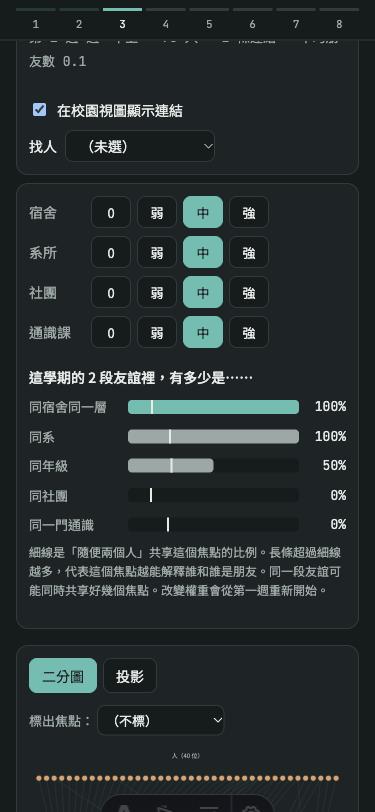 1 2 3 4 5 6 7 8
友數 0.1
在校園視圖顯示連結
找人 (未選)
宿舍 0 弱 中 強
系所 0 弱 中 強
社團 0 弱 中 強
通識課 0 弱 中 強
這學期的 2 段友誼裡，有多少是⋯⋯
同宿舍同一層 100%
同系 100%
同年級 50%
同社團 0%
同一門通識 0%
細線是「隨便兩個人」共享這個焦點的比例。長條超過細線
越多，代表這個焦點越能解釋誰和誰是朋友。同一段友誼可
能同時共享好幾個焦點。改變權重會從第一週重新開始。
二分圖 投影
標出焦點： (不標)
人（40 位）